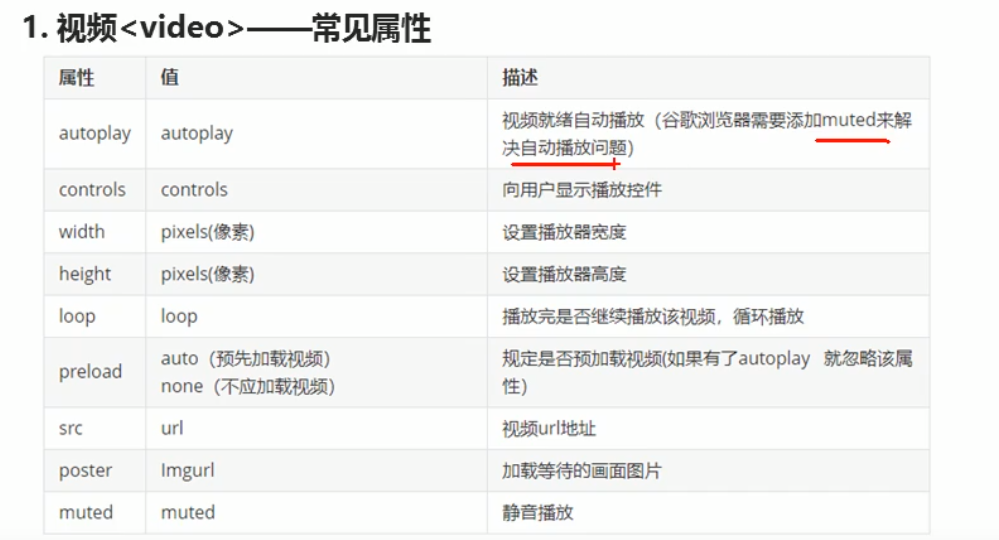 1. 视频<video>——常见属性
属性 值 描述
autoplay autoplay 视频就绪自动播放（谷歌浏览器需要添加muted来解
决自动播放问题）
controls controls 向用户显示播放控件
width pixels(像素) 设置播放器宽度
height pixels(像素) 设置播放器高度
loop loop 播放完是否继续播放该视频，循环播放
preload auto（预先加载视频） 规定是否预加载视频(如果有了autoplay 就忽略该属
none（不应加载视频） 性）
src url 视频url地址
poster Imgurl 加载等待的画面图片
muted muted 静音播放